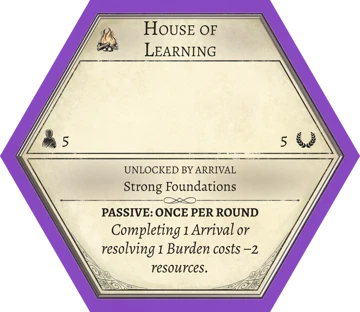 House of
Learning
5
5
UNLOCKED BY ARRIVAL
Strong Foundations
PASSIVE: ONCE PER ROUND
Completing 1 Arrival or
resolving 1 Burden costs –2
resources.